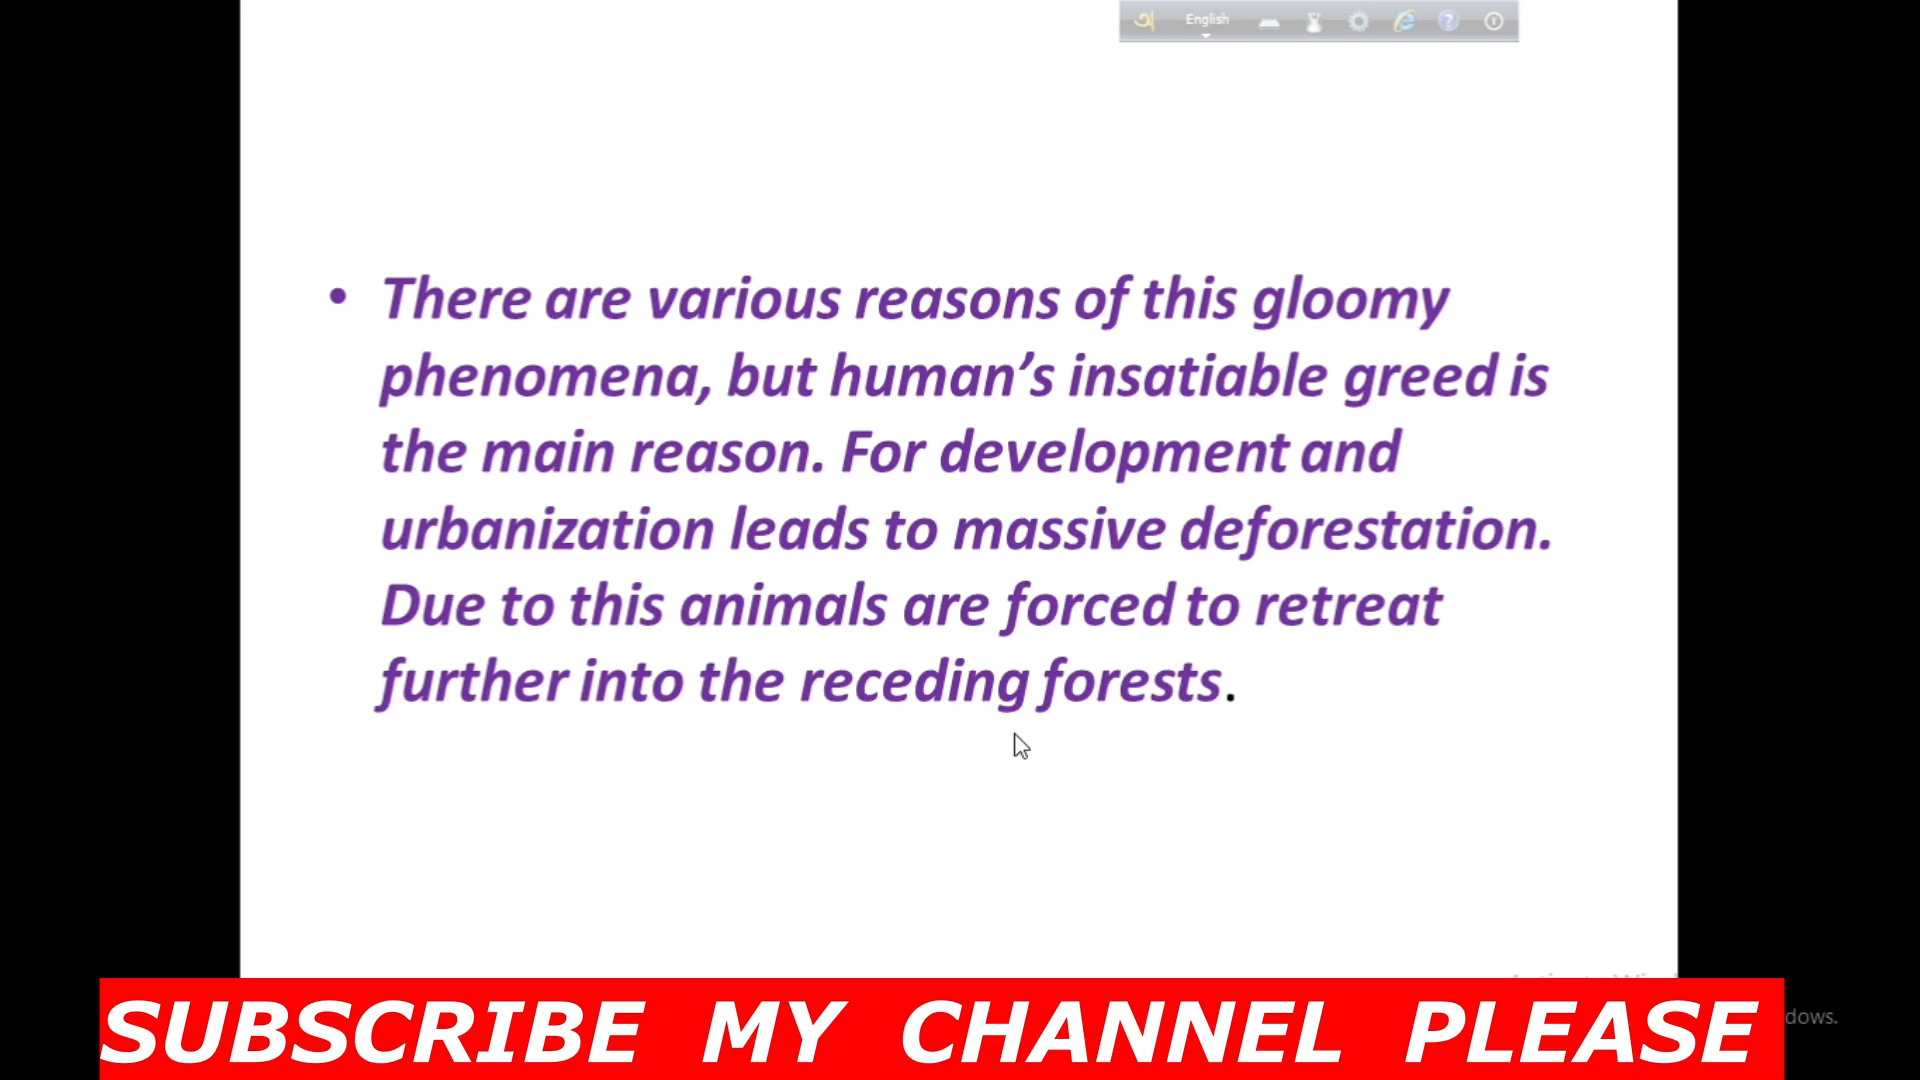 অ English
• There are various reasons of this gloomy
phenomena, but human’s insatiable greed is
the main reason. For development and
urbanization leads to massive deforestation.
Due to this animals are forced to retreat
further into the receding forests.
SUBSCRIBE MY CHANNEL PLEASE
dows.